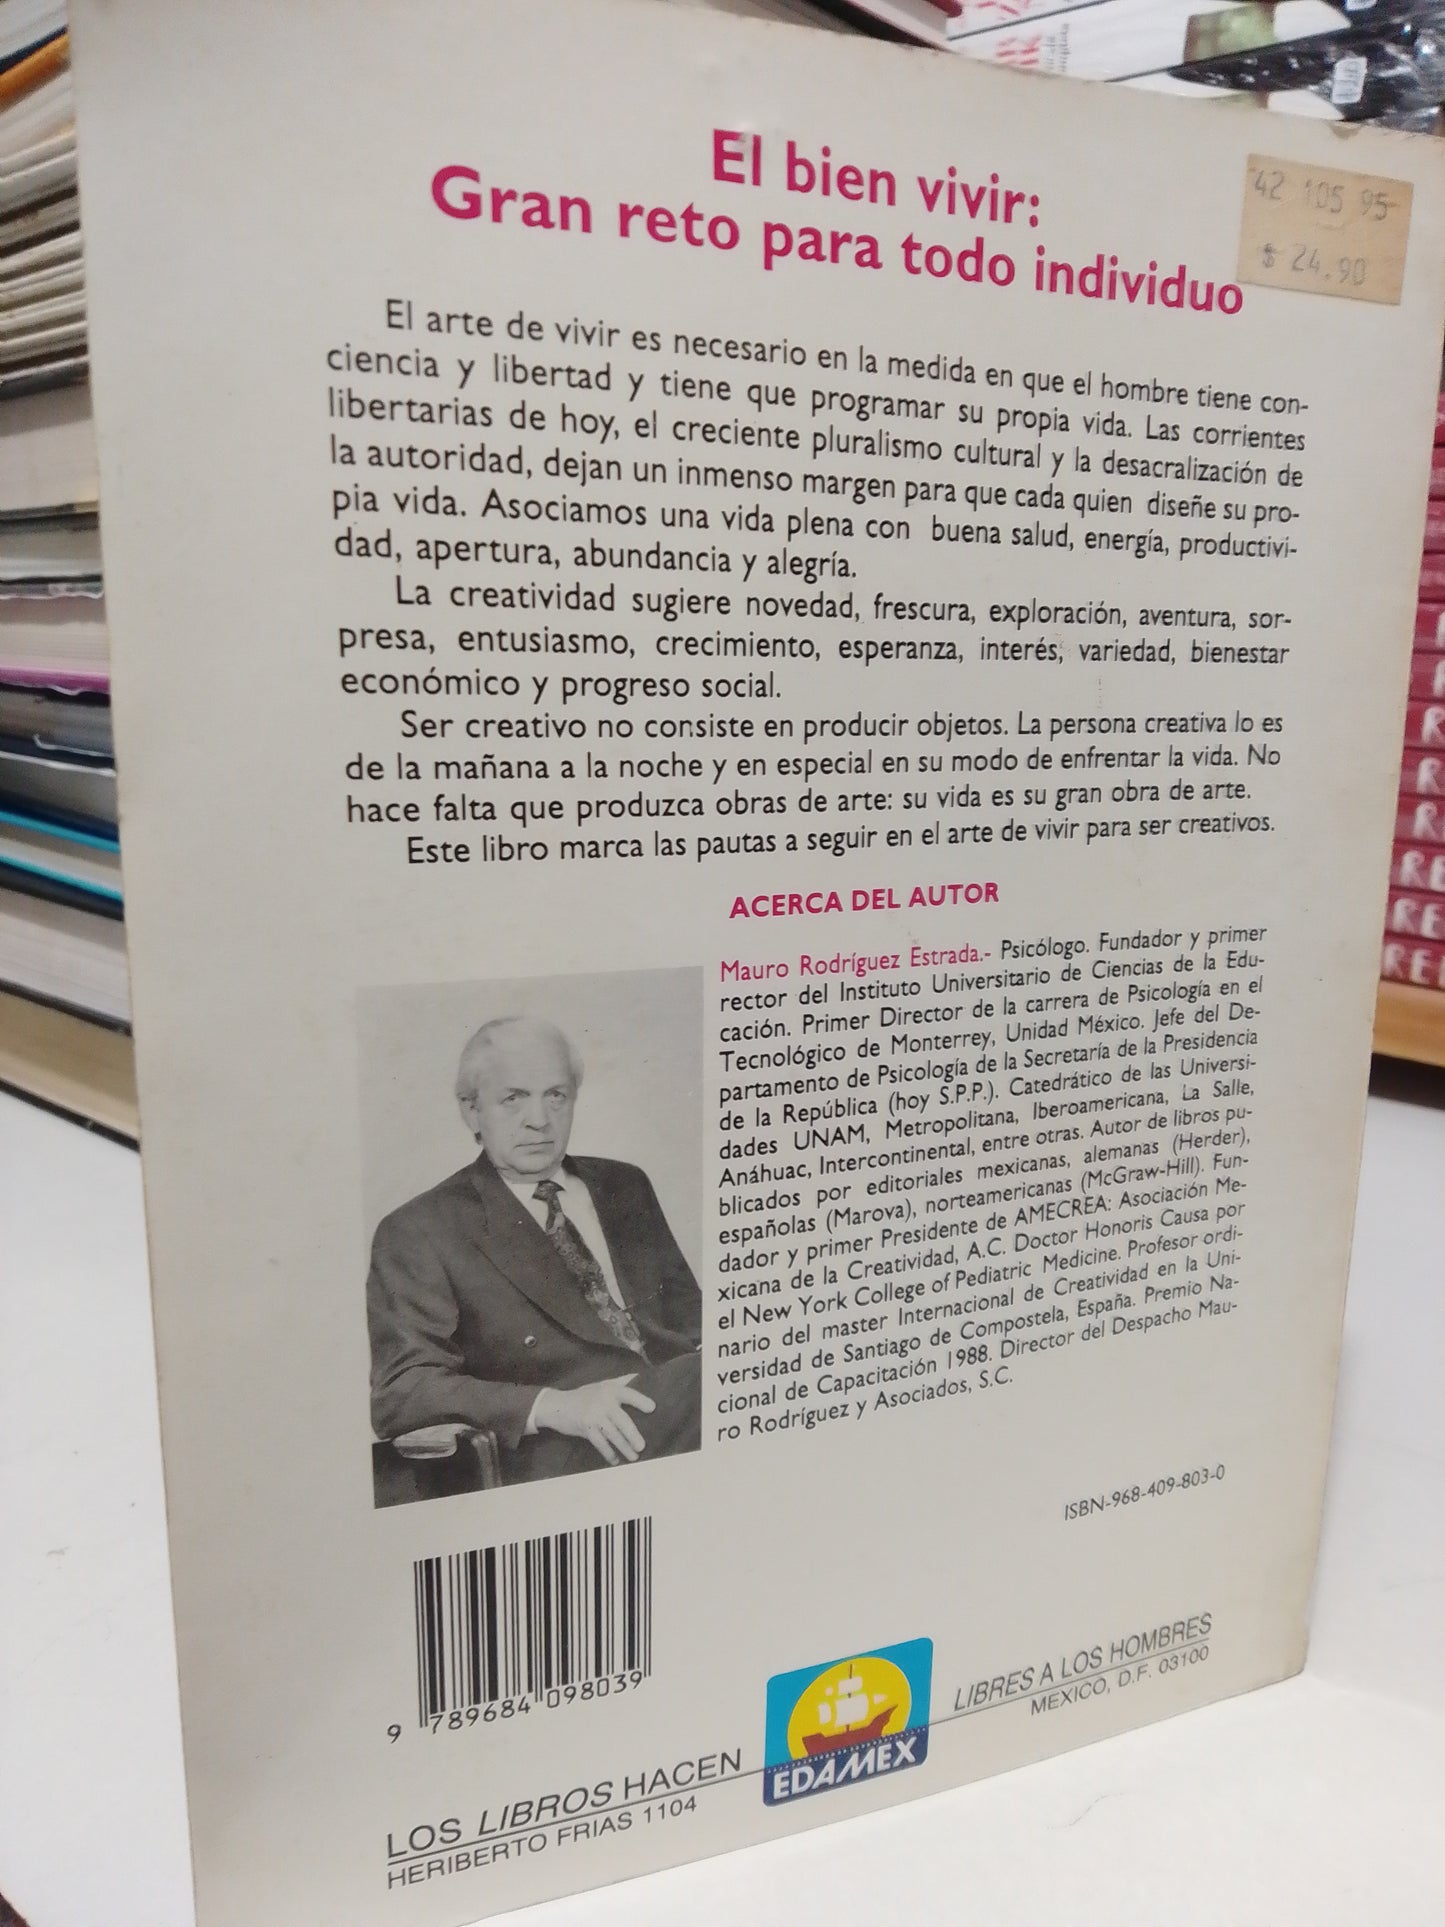 El bien vivir:
Gran reto para todo individuo
42 105 95
$ 24.90
El arte de vivir es necesario en la medida en que el hombre tiene con-
ciencia y libertad y tiene que programar su propia vida. Las corrientes
libertarias de hoy, el creciente pluralismo cultural y la desacralización de
la autoridad, dejan un inmenso margen para que cada quien diseñe su pro-
pia vida. Asociamos una vida plena con buena salud, energía, productivi-
dad, apertura, abundancia y alegría.
La creatividad sugiere novedad, frescura, exploración, aventura, sor-
presa, entusiasmo, crecimiento, esperanza, interés, variedad, bienestar
económico y progreso social.
Ser creativo no consiste en producir objetos. La persona creativa lo es
de la mañana a la noche y en especial en su modo de enfrentar la vida. No
hace falta que produzca obras de arte: su vida es su gran obra de arte.
Este libro marca las pautas a seguir en el arte de vivir para ser creativos.
ACERCA DEL AUTOR
Mauro Rodríguez Estrada.- Psicólogo. Fundador y primer
rector del Instituto Universitario de Ciencias de la Edu-
cación. Primer Director de la carrera de Psicología en el
Tecnológico de Monterrey, Unidad México. Jefe del De-
partamento de Psicología de la Secretaría de la Presidencia
de la República (hoy S.P.P.). Catedrático de las Universi-
dades UNAM, Metropolitana, Iberoamericana, La Salle,
Anáhuac, Intercontinental, entre otras. Autor de libros pu-
blicados por editoriales mexicanas, alemanas (Herder),
españolas (Marova), norteamericanas (McGraw-Hill). Fun-
dador y primer Presidente de AMECREA: Asociación Me-
xicana de la Creatividad, A.C. Doctor Honoris Causa por
el New York College of Pediatric Medicine. Profesor ordi-
nario del master Internacional de Creatividad en la Uni-
versidad de Santiago de Compostela, España. Premio Na-
cional de Capacitación 1988. Director del Despacho Mau-
ro Rodríguez y Asociados, S.C.
ISBN-968-409-803-0
9 789684 098039
LOS LIBROS HACEN
HERIBERTO FRIAS 1104
EDAMEX
LIBRES A LOS HOMBRES
MEXICO, D.F. 03100